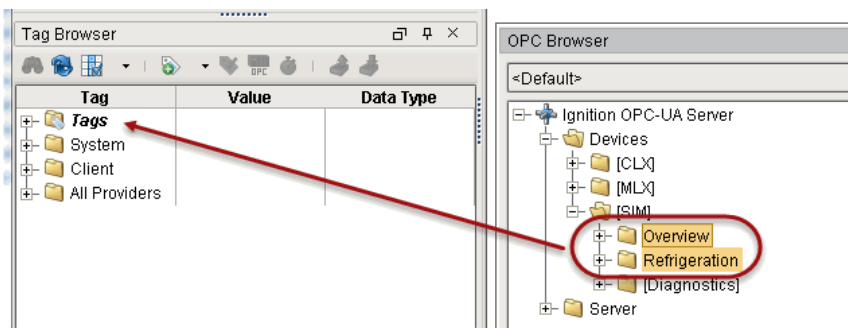 Tag Browser
OPC
Tag Value Data Type
Tags
System
Client
All Providers
OPC Browser
<Default>
Ignition OPC-UA Server
Devices
[CLX]
[MLX]
[SIM]
Overview
Refrigeration
[Diagnostics]
Server